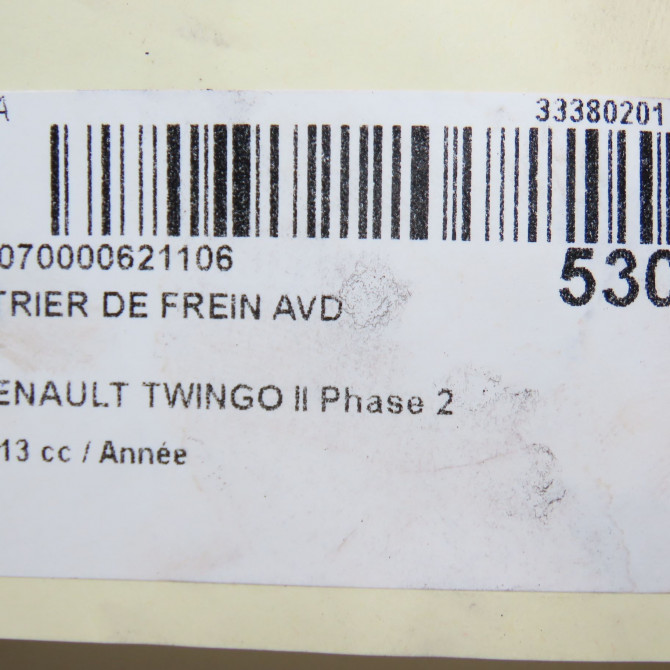 A 33380201
070000621106
530
TRIER DE FREIN AVD
ENAULT TWINGO II Phase 2
13 cc / Année